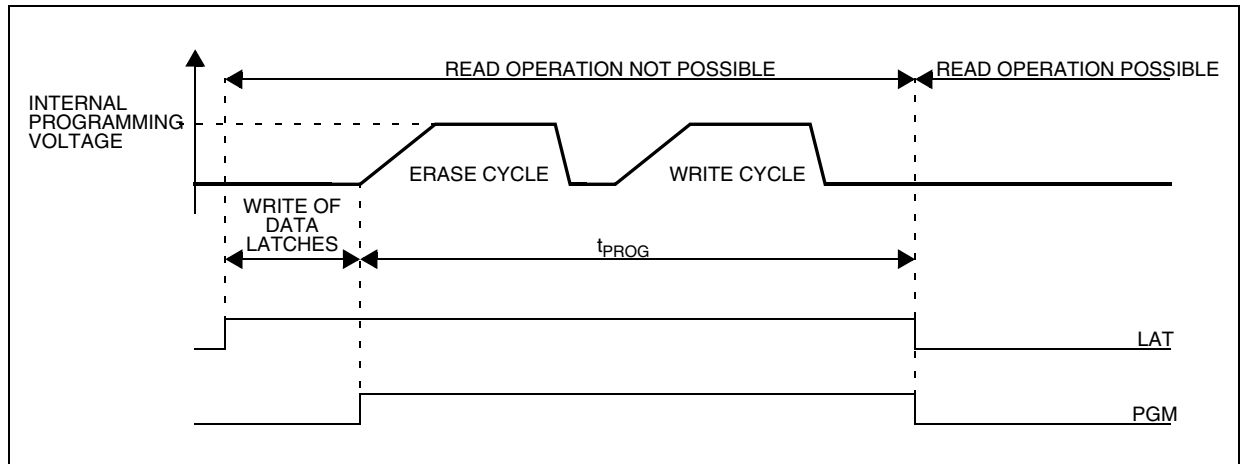 READ OPERATION NOT POSSIBLE
READ OPERATION POSSIBLE
INTERNAL
PROGRAMMING
VOLTAGE
ERASE CYCLE
WRITE CYCLE
WRITE OF
DATA
LATCHES
tPROG
LAT
PGM